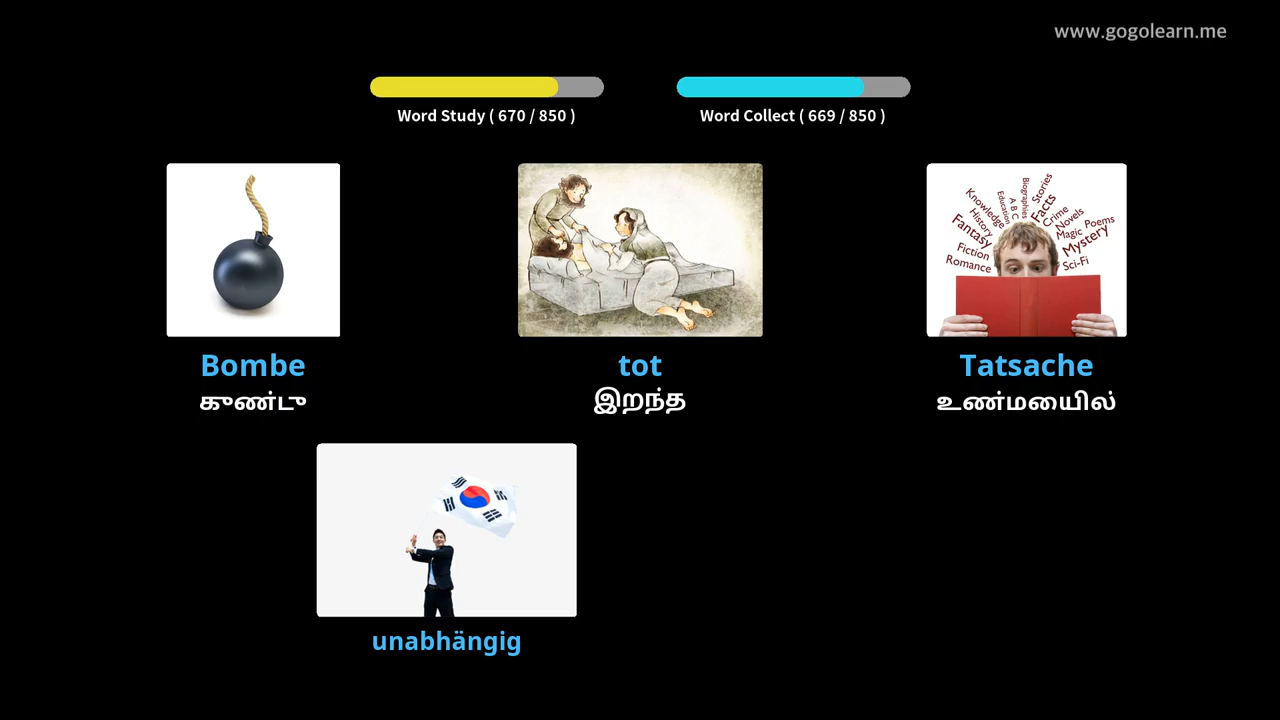 www.gogolearn.me
Word Study ( 670 / 850 )
Word Collect ( 669 / 850 )
Knowledge
History
Fantasy
Fiction
Romance
Education
A B C
Biographies
Stories
Facts
Crime
Novels
Magic
Poems
Mystery
Sci-Fi
Bombe
tot
Tatsache
குண்டு
இறந்த
உண்மையில்
unabhängig